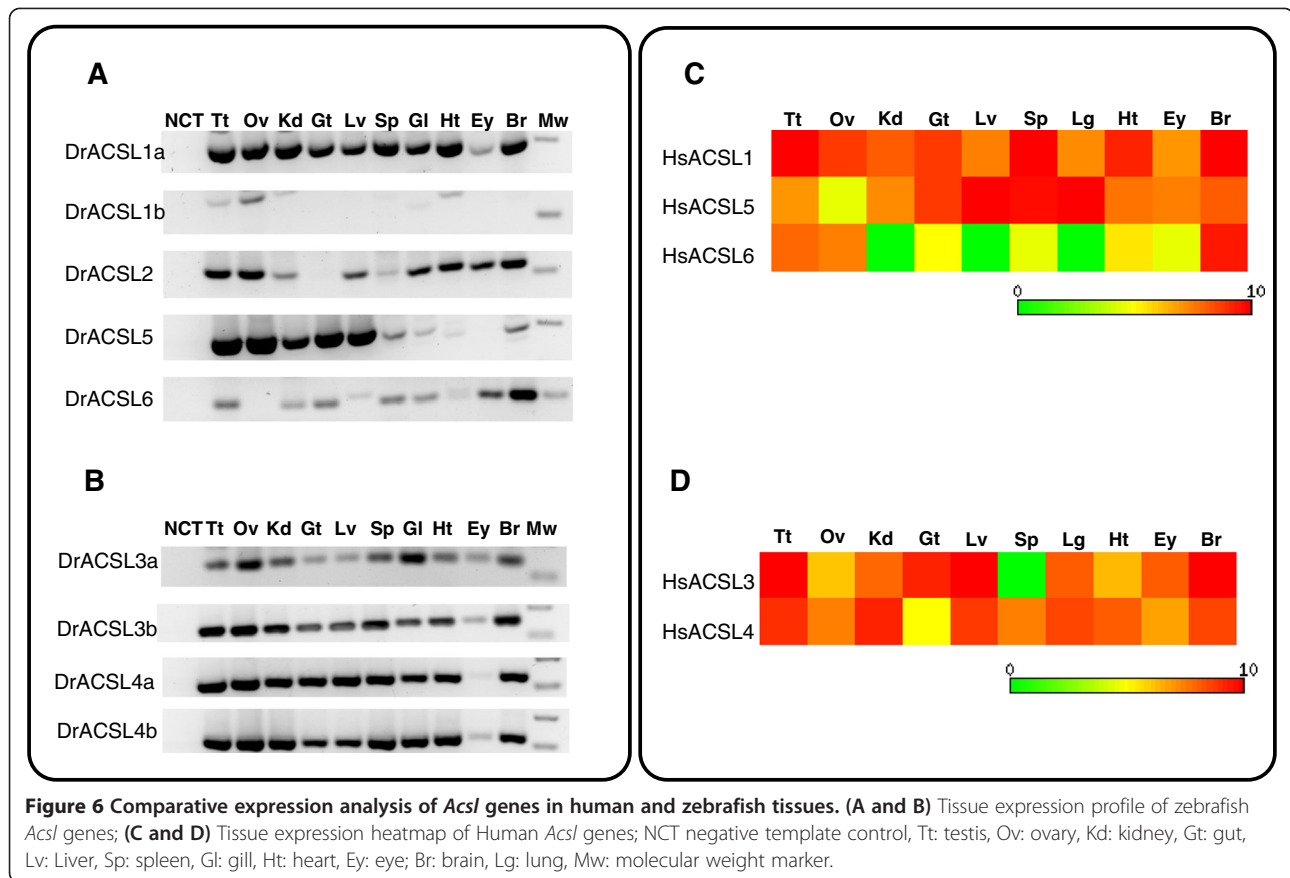 A
NCT Tt Ov Kd Gt Lv Sp Gl Ht Ey Br Mw
DrACSL1a
DrACSL1b
DrACSL2
DrACSL5
DrACSL6
B
NCT Tt Ov Kd Gt Lv Sp Gl Ht Ey Br Mw
DrACSL3a
DrACSL3b
DrACSL4a
DrACSL4b
C
Tt Ov Kd Gt Lv Sp Lg Ht Ey Br
HsACSL1
HsACSL5
HsACSL6
0 10
D
Tt Ov Kd Gt Lv Sp Lg Ht Ey Br
HsACSL3
HsACSL4
0 10
Figure 6 Comparative expression analysis of Acsl genes in human and zebrafish tissues. (A and B) Tissue expression profile of zebrafish
Acsl genes; (C and D) Tissue expression heatmap of Human Acsl genes; NCT negative template control, Tt: testis, Ov: ovary, Kd: kidney, Gt: gut,
Lv: Liver, Sp: spleen, Gl: gill, Ht: heart, Ey: eye; Br: brain, Lg: lung, Mw: molecular weight marker.